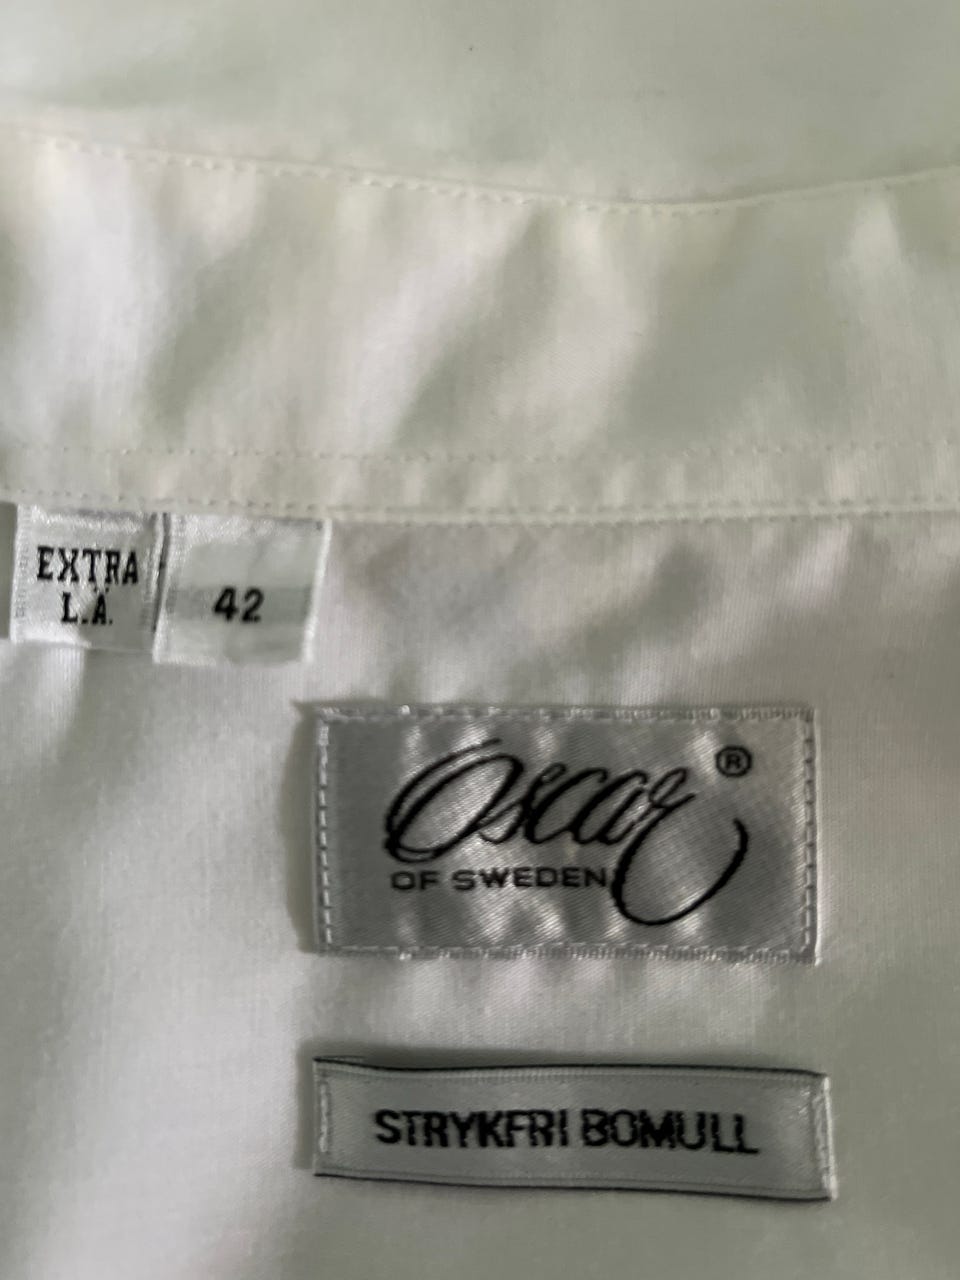 EXTRA
L.Ä.
42
Oscar ®
OF SWEDEN
STRYKFRI BOMULL